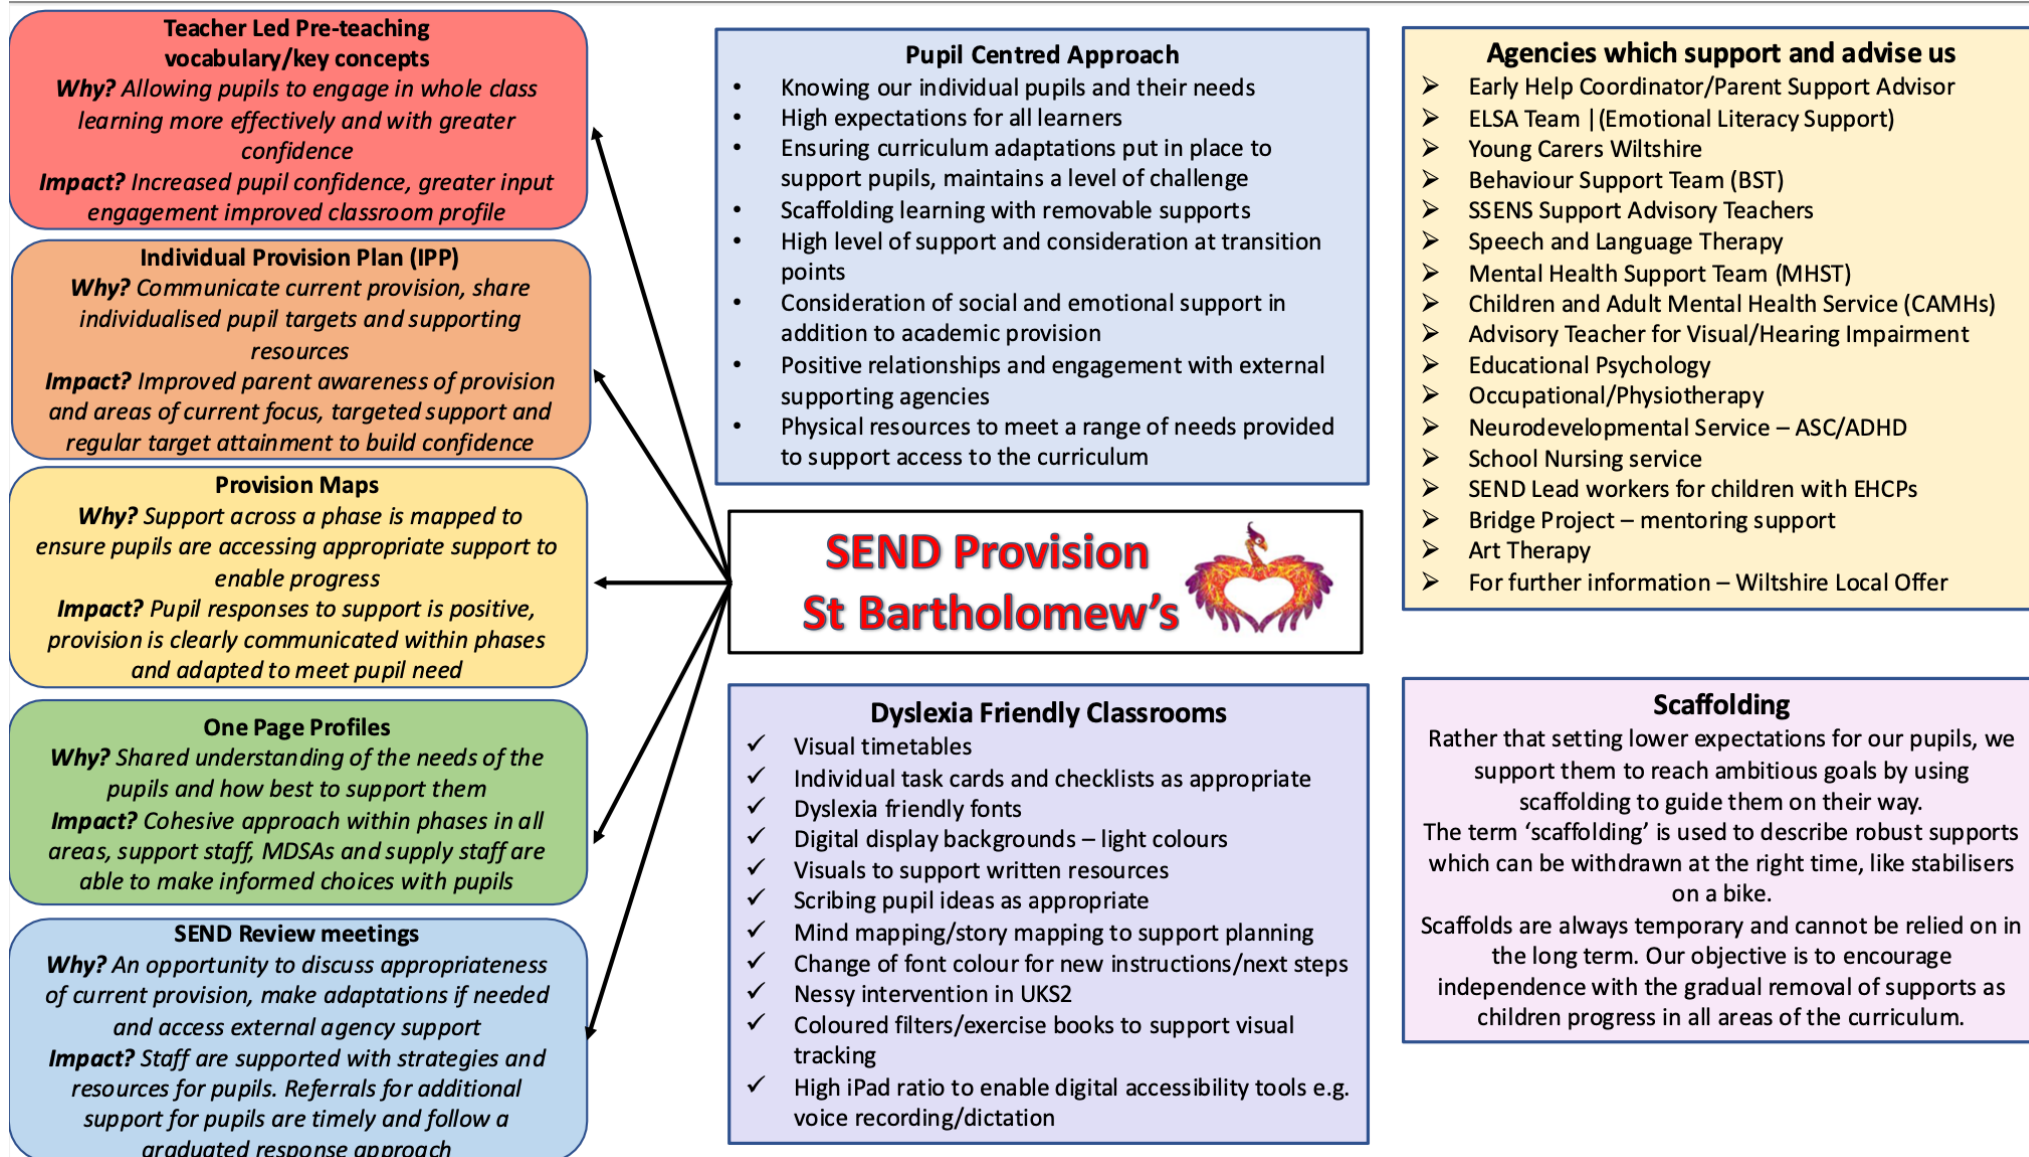 Teacher Led Pre-teaching
vocabulary/key concepts
Why? Allowing pupils to engage in whole class
learning more effectively and with greater
confidence
Impact? Increased pupil confidence, greater input
engagement improved classroom profile
Individual Provision Plan (IPP)
Why? Communicate current provision, share
individualised pupil targets and supporting
resources
Impact? Improved parent awareness of provision
and areas of current focus, targeted support and
regular target attainment to build confidence
Provision Maps
Why? Support across a phase is mapped to
ensure pupils are accessing appropriate support to
enable progress
Impact? Pupil responses to support is positive,
provision is clearly communicated within phases
and adapted to meet pupil need
One Page Profiles
Why? Shared understanding of the needs of the
pupils and how best to support them
Impact? Cohesive approach within phases in all
areas, support staff, MDSAs and supply staff are
able to make informed choices with pupils
SEND Review meetings
Why? An opportunity to discuss appropriateness
of current provision, make adaptations if needed
and access external agency support
Impact? Staff are supported with strategies and
resources for pupils. Referrals for additional
support for pupils are timely and follow a
graduated response approach
Pupil Centred Approach
• Knowing our individual pupils and their needs
• High expectations for all learners
• Ensuring curriculum adaptations put in place to
support pupils, maintains a level of challenge
• Scaffolding learning with removable supports
• High level of support and consideration at transition
points
• Consideration of social and emotional support in
addition to academic provision
• Positive relationships and engagement with external
supporting agencies
• Physical resources to meet a range of needs provided
to support access to the curriculum
SEND Provision
St Bartholomew's
Dyslexia Friendly Classrooms
✓ Visual timetables
✓ Individual task cards and checklists as appropriate
✓ Dyslexia friendly fonts
✓ Digital display backgrounds – light colours
✓ Visuals to support written resources
✓ Scribing pupil ideas as appropriate
✓ Mind mapping/story mapping to support planning
✓ Change of font colour for new instructions/next steps
✓ Nessy intervention in UKS2
✓ Coloured filters/exercise books to support visual
tracking
✓ High iPad ratio to enable digital accessibility tools e.g.
voice recording/dictation
Agencies which support and advise us
➢ Early Help Coordinator/Parent Support Advisor
➢ ELSA Team |(Emotional Literacy Support)
➢ Young Carers Wiltshire
➢ Behaviour Support Team (BST)
➢ SSENS Support Advisory Teachers
➢ Speech and Language Therapy
➢ Mental Health Support Team (MHST)
➢ Children and Adult Mental Health Service (CAMHs)
➢ Advisory Teacher for Visual/Hearing Impairment
➢ Educational Psychology
➢ Occupational/Physiotherapy
➢ Neurodevelopmental Service – ASC/ADHD
➢ School Nursing service
➢ SEND Lead workers for children with EHCPs
➢ Bridge Project – mentoring support
➢ Art Therapy
➢ For further information – Wiltshire Local Offer
Scaffolding
Rather that setting lower expectations for our pupils, we
support them to reach ambitious goals by using
scaffolding to guide them on their way.
The term 'scaffolding' is used to describe robust supports
which can be withdrawn at the right time, like stabilisers
on a bike.
Scaffolds are always temporary and cannot be relied on in
the long term. Our objective is to encourage
independence with the gradual removal of supports as
children progress in all areas of the curriculum.